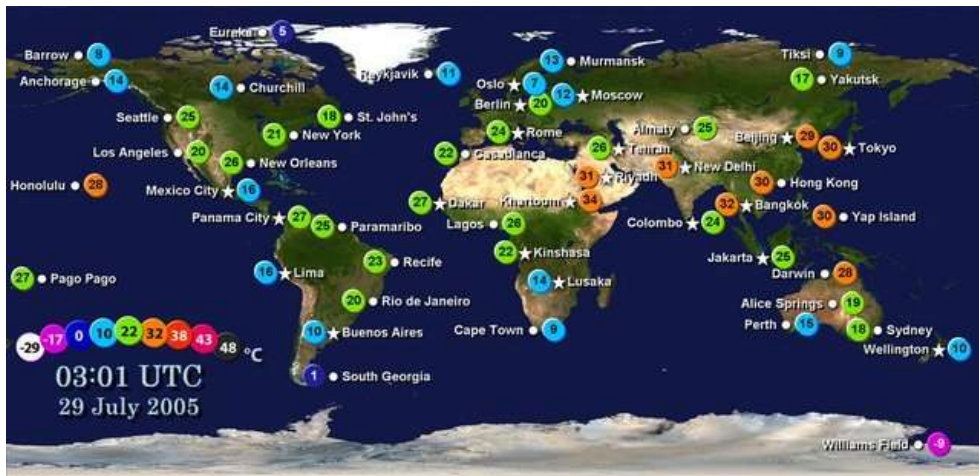 Eureka 5
Barrow 8
Anchorage 14
14 Churchill
Reykjavik 11
13 Murmansk
Oslo 7
12 Moscow
Berlin 20
Tiksi 9
17 Yakutsk
Seattle 25
18 St. John's
21 New York
Los Angeles 20
26 New Orleans
24 Rome
22 Casablanca
26 Tehran
Almaty 25
Beijing 29
30 Tokyo
Honolulu 28
Mexico City 16
31 Riyadh
31 New Delhi
30 Hong Kong
27 Dakar
Khartoum 34
32 Bangkok
Panama City 27
25 Paramaribo
Lagos 26
Colombo 24
30 Yap Island
23 Recife
22 Kinshasa
Jakarta 25
27 Pago Pago
16 Lima
14 Lusaka
Darwin 28
20 Rio de Janeiro
Alice Springs 19
10 Buenos Aires
Cape Town 9
Perth 15
18 Sydney
Wellington 10
-29 -17 0 10 22 32 38 43 48 °C
03:01 UTC
1 South Georgia
29 July 2005
Williams Field -9